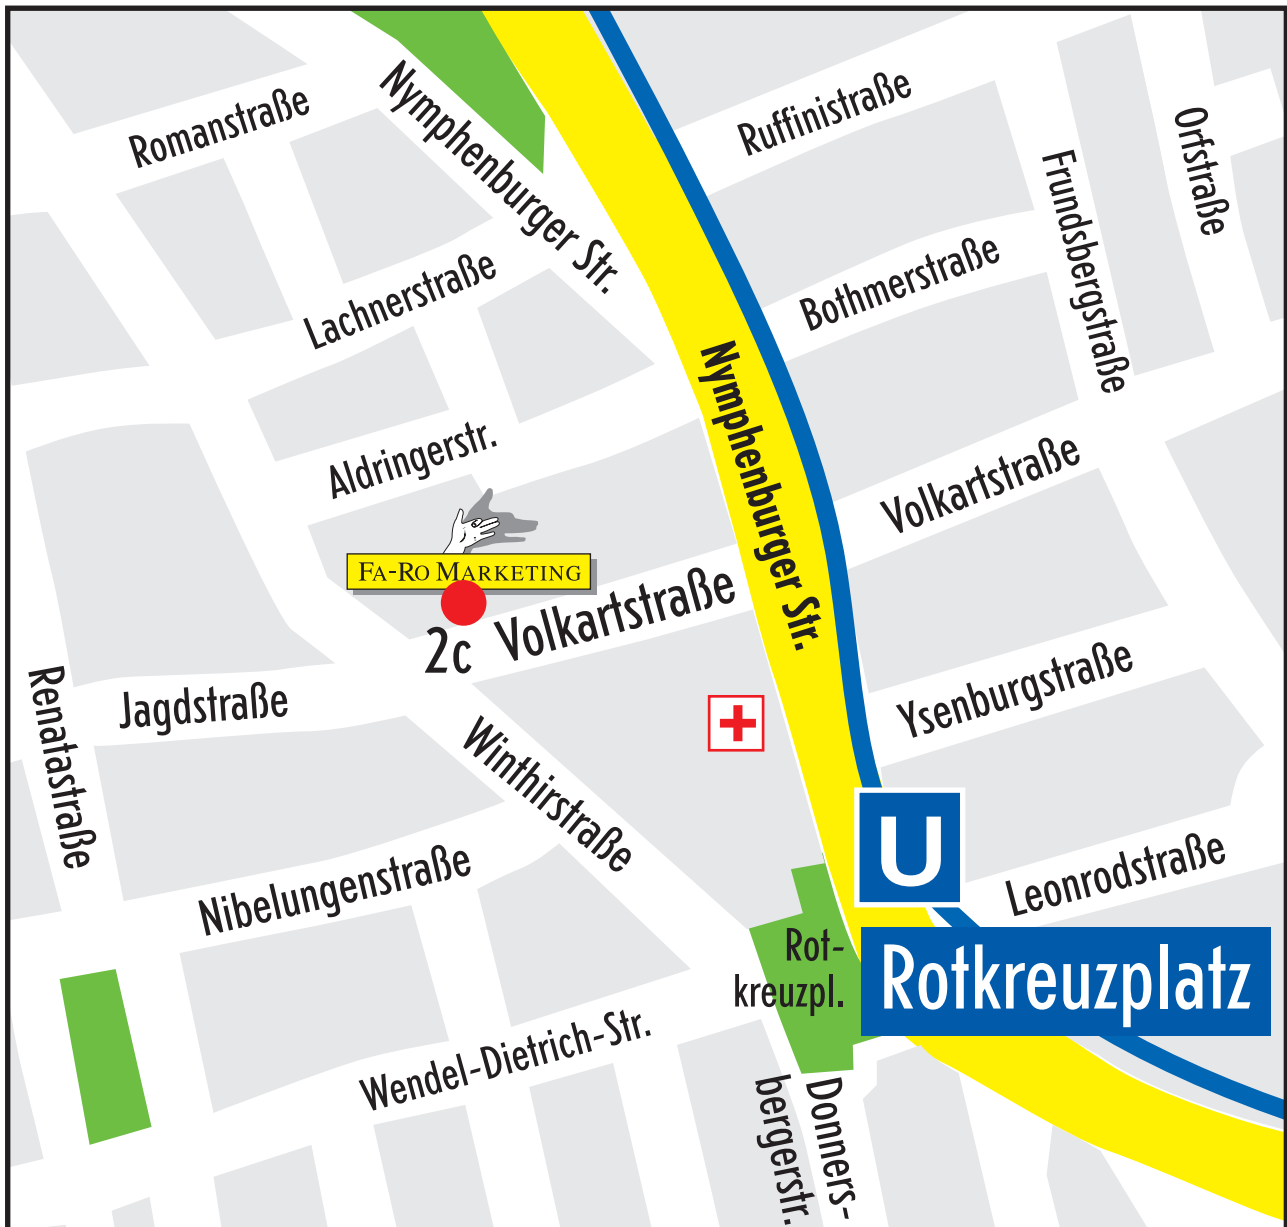 Romanstraße
Nymphenburger Str.
Ruffinistraße
Orffstraße
Frundsbergstraße
Lachnerstraße
Bothmerstraße
Nymphenburger Str.
Aldringerstr.
Volkartstraße
FA-RO MARKETING
2c Volkartstraße
Renatastraße
Jagdstraße
Ysenburgstraße
Winthirstraße
U
Nibelungenstraße
Leonrodstraße
Rot-
kreuzpl.
Rotkreuzplatz
Wendel-Dietrich-Str.
Donners-
bergerstr.